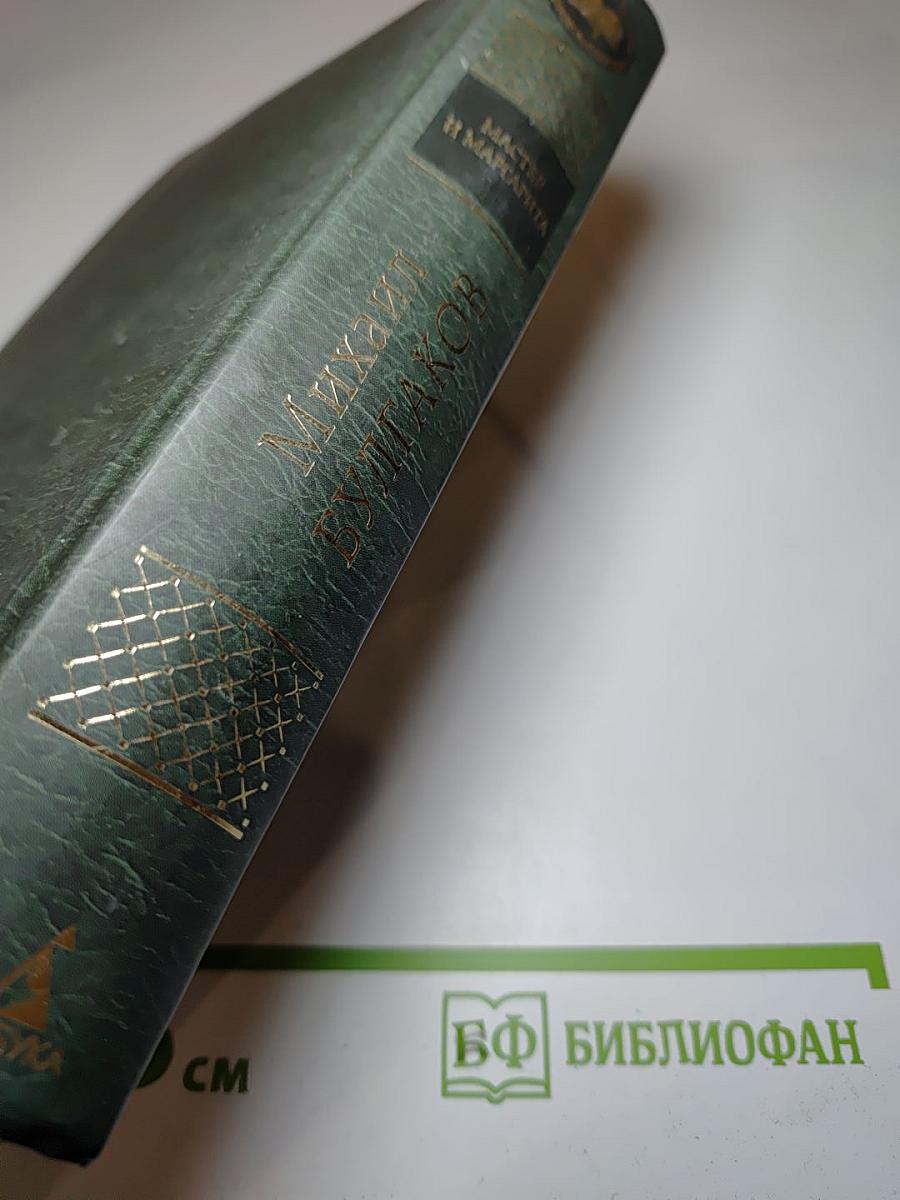 МАСТЕР
И МАРГАРИТА
Михаил
БУЛГАКОВ
см
БФ БИБЛИОФАН